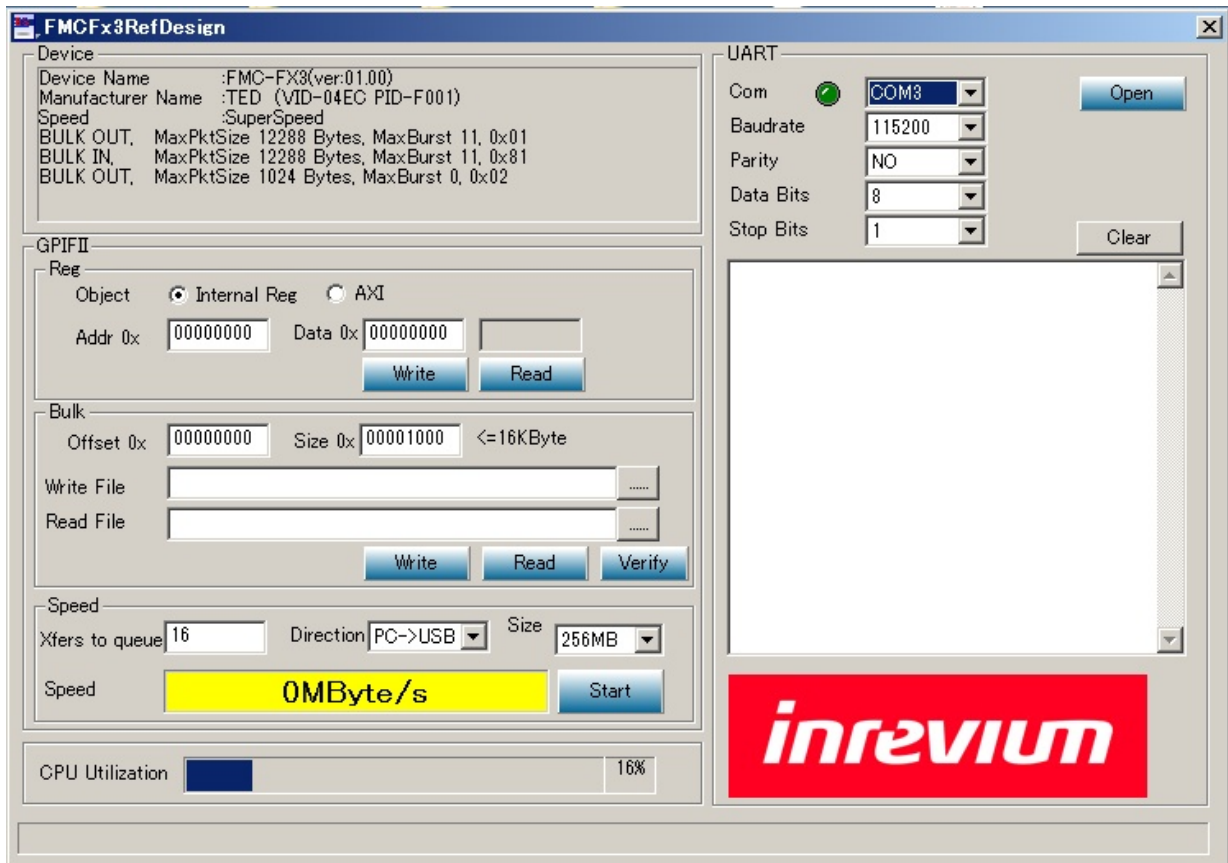 FMCFx3RefDesign
Device
Device Name :FMC-FX3(ver:01.00)
Manufacturer Name :TED (VID-04EC PID-F001)
Speed :SuperSpeed
BULK OUT, MaxPktSize 12288 Bytes, MaxBurst 11, 0x01
BULK IN, MaxPktSize 12288 Bytes, MaxBurst 11, 0x81
BULK OUT, MaxPktSize 1024 Bytes, MaxBurst 0, 0x02
GPIFII
Reg
Object Internal Reg AXI
Addr 0x 00000000 Data 0x 00000000
Write Read
Bulk
Offset 0x 00000000 Size 0x 00001000 <=16KByte
Write File ......
Read File ......
Write Read Verify
Speed
Xfers to queue 16 Direction PC->USB Size 256MB
Speed 0MByte/s Start
CPU Utilization 16%
UART
Com COM3 Open
Baudrate 115200
Parity NO
Data Bits 8
Stop Bits 1 Clear
inrevium